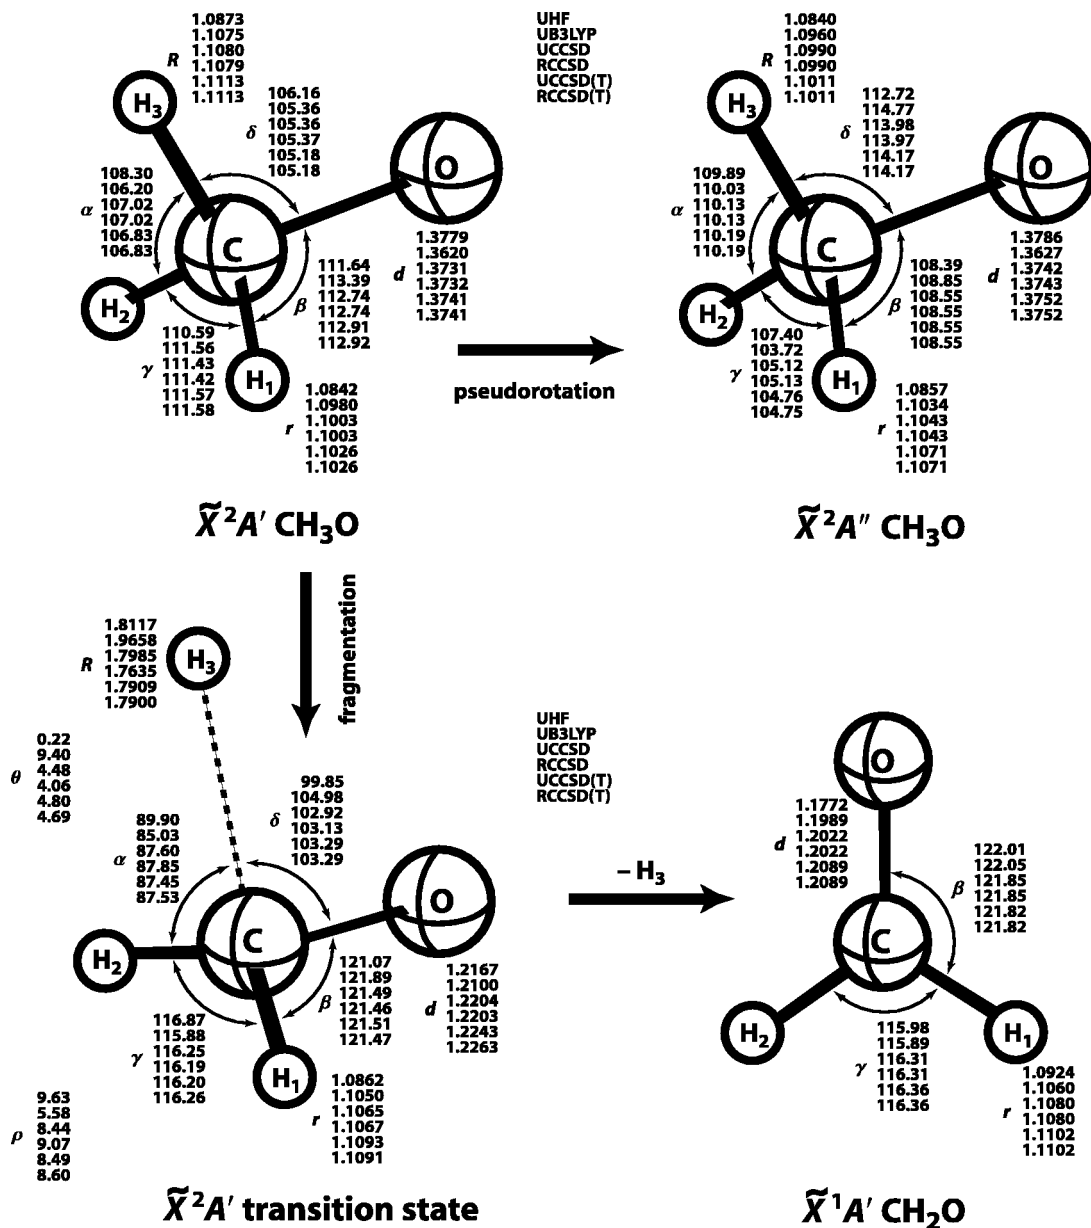 1.0873
1.1075
1.1080
1.1079
1.1113
1.1113
R
H3
106.16
105.36
105.36
105.37
105.18
105.18
δ
O
108.30
106.20
107.02
107.02
106.83
106.83
α
C
H2
111.64
113.39
112.74
112.74
112.91
112.92
β
1.3779
1.3620
1.3731
1.3732
1.3741
1.3741
d
110.59
111.56
111.43
111.42
111.57
111.58
γ
H1
1.0842
1.0980
1.1003
1.1003
1.1026
1.1026
r
X̃ ²A′ CH₃O
UHF
UB3LYP
UCCSD
RCCSD
UCCSD(T)
RCCSD(T)
pseudorotation
1.0840
1.0960
1.0990
1.0990
1.1011
1.1011
R
H3
112.72
114.77
113.98
113.97
114.17
114.17
δ
O
109.89
110.03
110.13
110.13
110.19
110.19
α
C
H2
108.39
108.85
108.55
108.55
108.55
108.55
β
1.3786
1.3627
1.3742
1.3743
1.3752
1.3752
d
107.40
103.72
105.12
105.13
104.76
104.75
γ
H1
1.0857
1.1034
1.1043
1.1043
1.1071
1.1071
r
X̃ ²A″ CH₃O
fragmentation
1.8117
1.9658
1.7985
1.7635
1.7909
1.7900
R
H3
0.22
9.40
4.48
4.06
4.80
4.69
θ
99.85
104.98
102.92
103.13
103.29
103.29
δ
89.90
85.03
87.60
87.85
87.45
87.53
α
O
C
H2
121.07
121.89
121.49
121.46
121.51
121.47
β
1.2167
1.2100
1.2204
1.2203
1.2243
1.2263
d
116.87
115.88
116.25
116.19
116.20
116.26
γ
H1
1.0862
1.1050
1.1065
1.1067
1.1093
1.1091
r
9.63
5.58
8.44
9.07
8.49
8.60
ρ
X̃ ²A′ transition state
UHF
UB3LYP
UCCSD
RCCSD
UCCSD(T)
RCCSD(T)
– H₃
O
1.1772
1.1989
1.2022
1.2022
1.2089
1.2089
d
122.01
122.05
121.85
121.85
121.82
121.82
β
C
H2
H1
115.98
115.89
116.31
116.31
116.36
116.36
γ
1.0924
1.1060
1.1080
1.1080
1.1102
1.1102
r
X̃ ¹A′ CH₂O